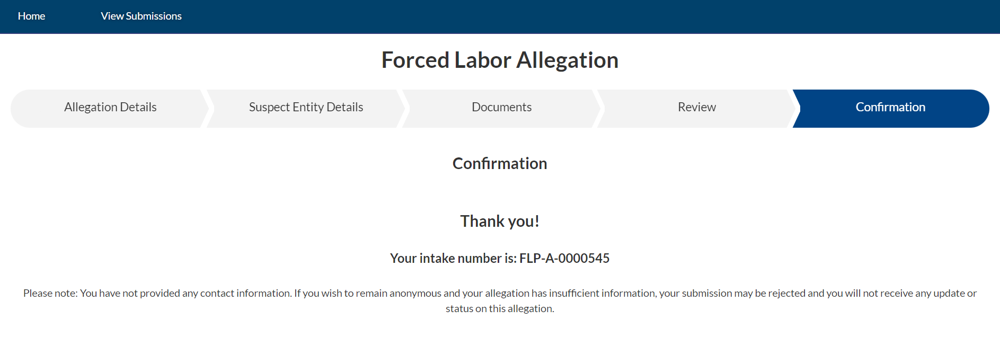 Home View Submissions
Forced Labor Allegation
Allegation Details Suspect Entity Details Documents Review Confirmation
Confirmation
Thank you!
Your intake number is: FLP-A-0000545
Please note: You have not provided any contact information. If you wish to remain anonymous and your allegation has insufficient information, your submission may be rejected and you will not receive any update or
status on this allegation.